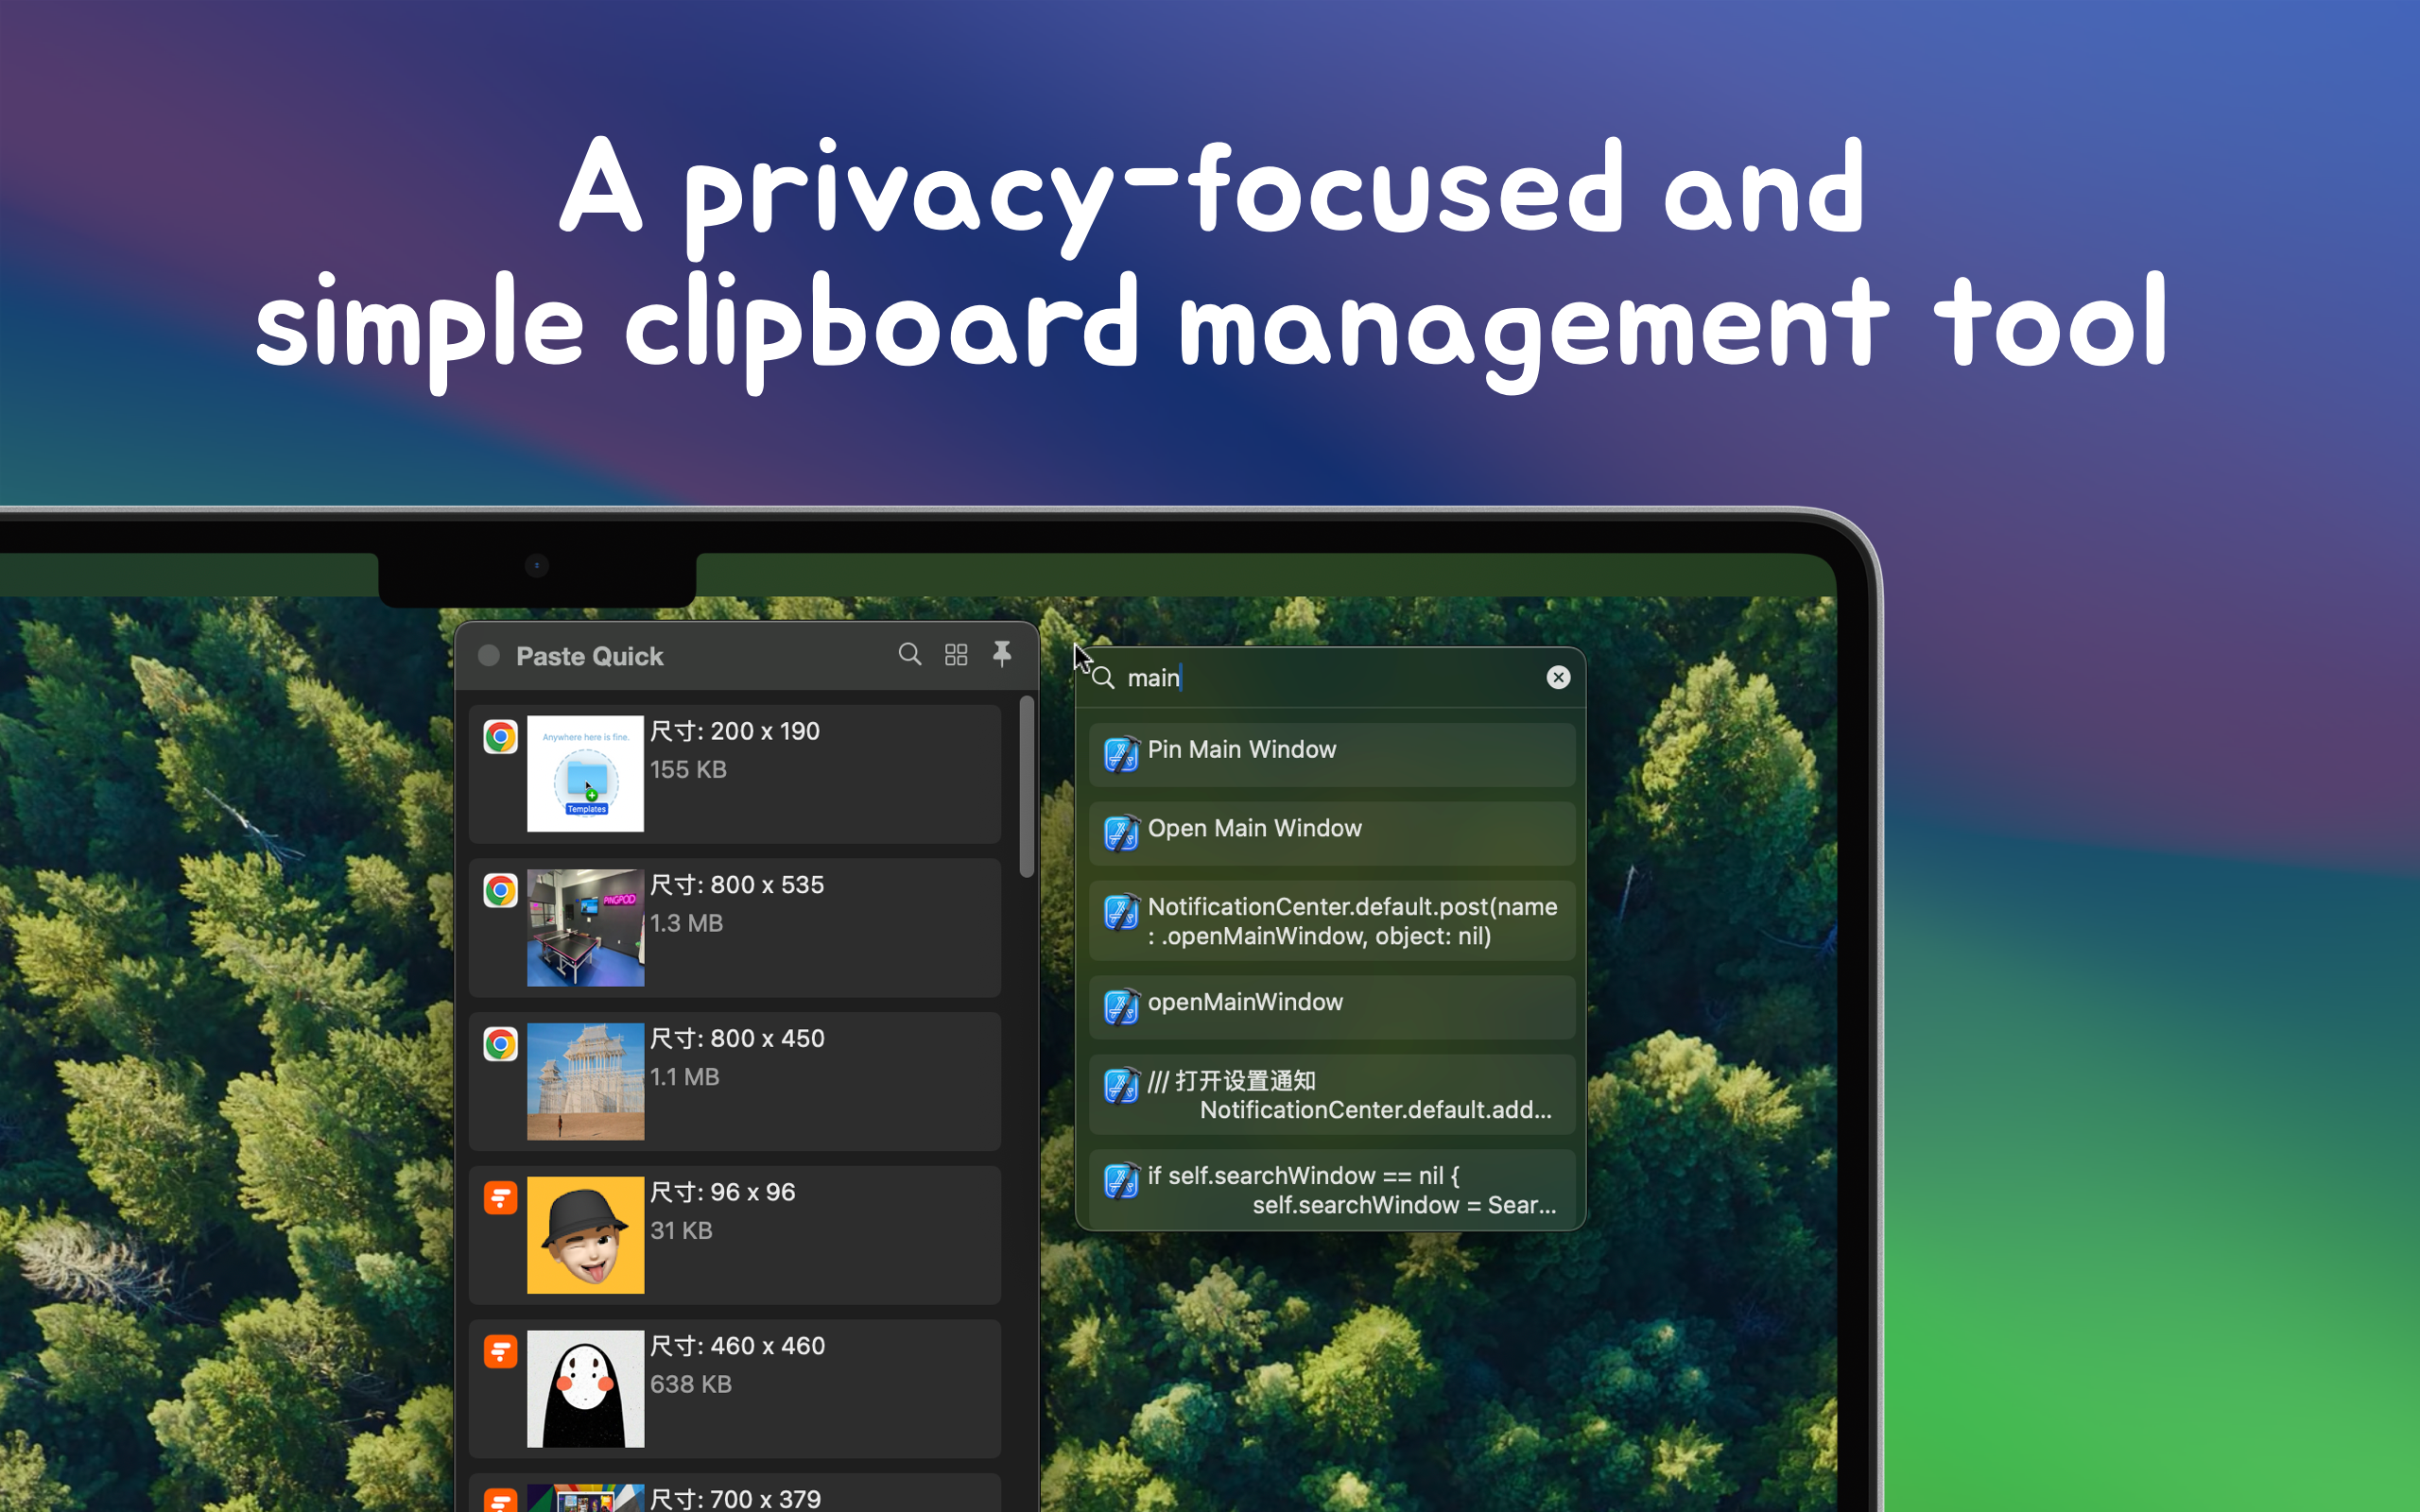 A privacy-focused and
simple clipboard management tool
Paste Quick
Anywhere here is fine.
Templates
尺寸: 200 x 190
155 KB
PINGPOD
尺寸: 800 x 535
1.3 MB
尺寸: 800 x 450
1.1 MB
尺寸: 96 x 96
31 KB
尺寸: 460 x 460
638 KB
尺寸: 700 x 379
main
Pin Main Window
Open Main Window
NotificationCenter.default.post(name
: .openMainWindow, object: nil)
openMainWindow
/// 打开设置通知
NotificationCenter.default.add...
if self.searchWindow == nil {
self.searchWindow = Sear...